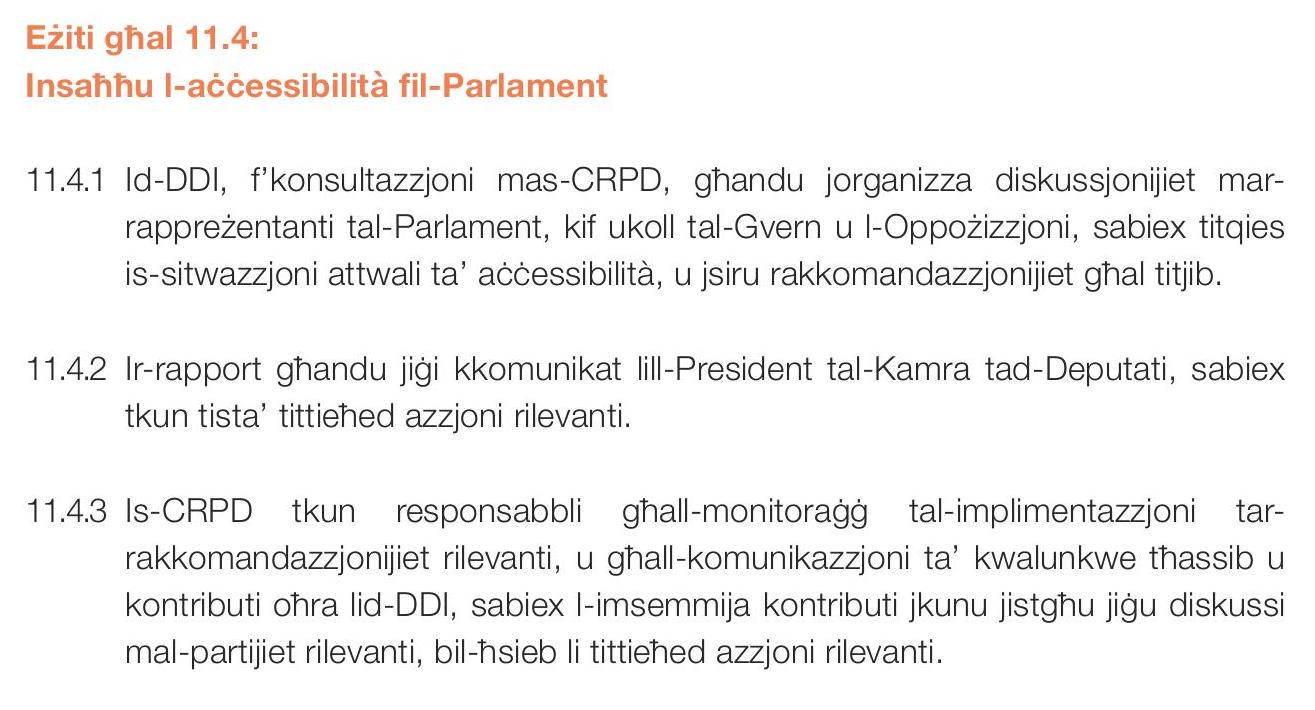 Eżiti għal 11.4:
Insaħħu l-aċċessibilità fil-Parlament
11.4.1 Id-DDI, f’konsultazzjoni mas-CRPD, għandu jorganizza diskussjonijiet mar-
rappreżentanti tal-Parlament, kif ukoll tal-Gvern u l-Oppożizzjoni, sabiex titqies
is-sitwazzjoni attwali ta’ aċċessibilità, u jsiru rakkomandazzjonijiet għal titjib.
11.4.2 Ir-rapport għandu jiġi kkomunikat lill-President tal-Kamra tad-Deputati, sabiex
tkun tista’ tittieħed azzjoni rilevanti.
11.4.3 Is-CRPD tkun responsabbli għall-monitoraġġ tal-implimentazzjoni tar-
rakkomandazzjonijiet rilevanti, u għall-komunikazzjoni ta’ kwalunkwe tħassib u
kontributi oħra lid-DDI, sabiex l-imsemmija kontributi jkunu jistgħu jiġu diskussi
mal-partijiet rilevanti, bil-ħsieb li tittieħed azzjoni rilevanti.